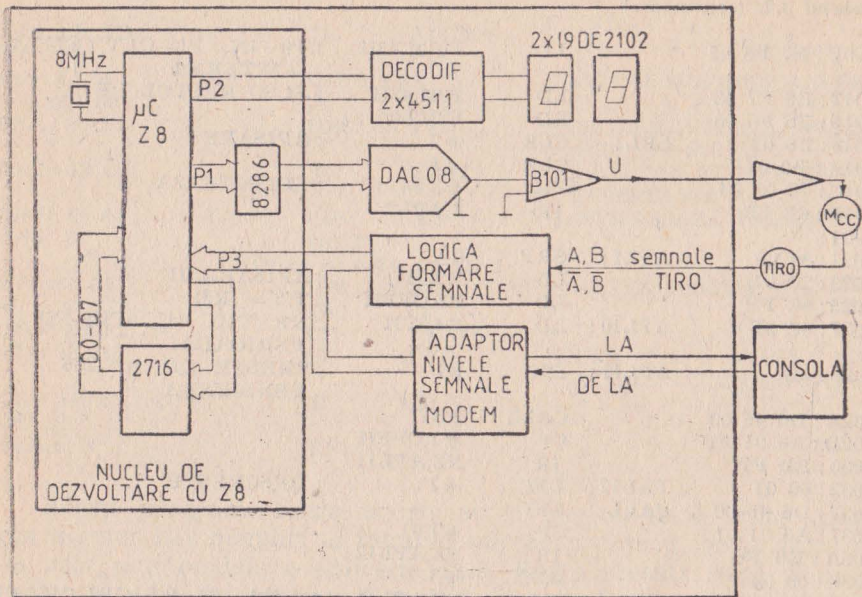 8MHz
µC
Z8
P2
DECODIF
2x4511
2x19DE2102
P1
8286
DAC 08
β101
U
MCC
P3
LOGICA
FORMARE
SEMNALE
A,B semnale
A̅,B̅ TIRO
TIRO
D0-D7
2716
ADAPTOR
NIVELE
SEMNALE
MODEM
LA
DE LA
CONSOLA
NUCLEU DE
DEZVOLTARE CU Z8